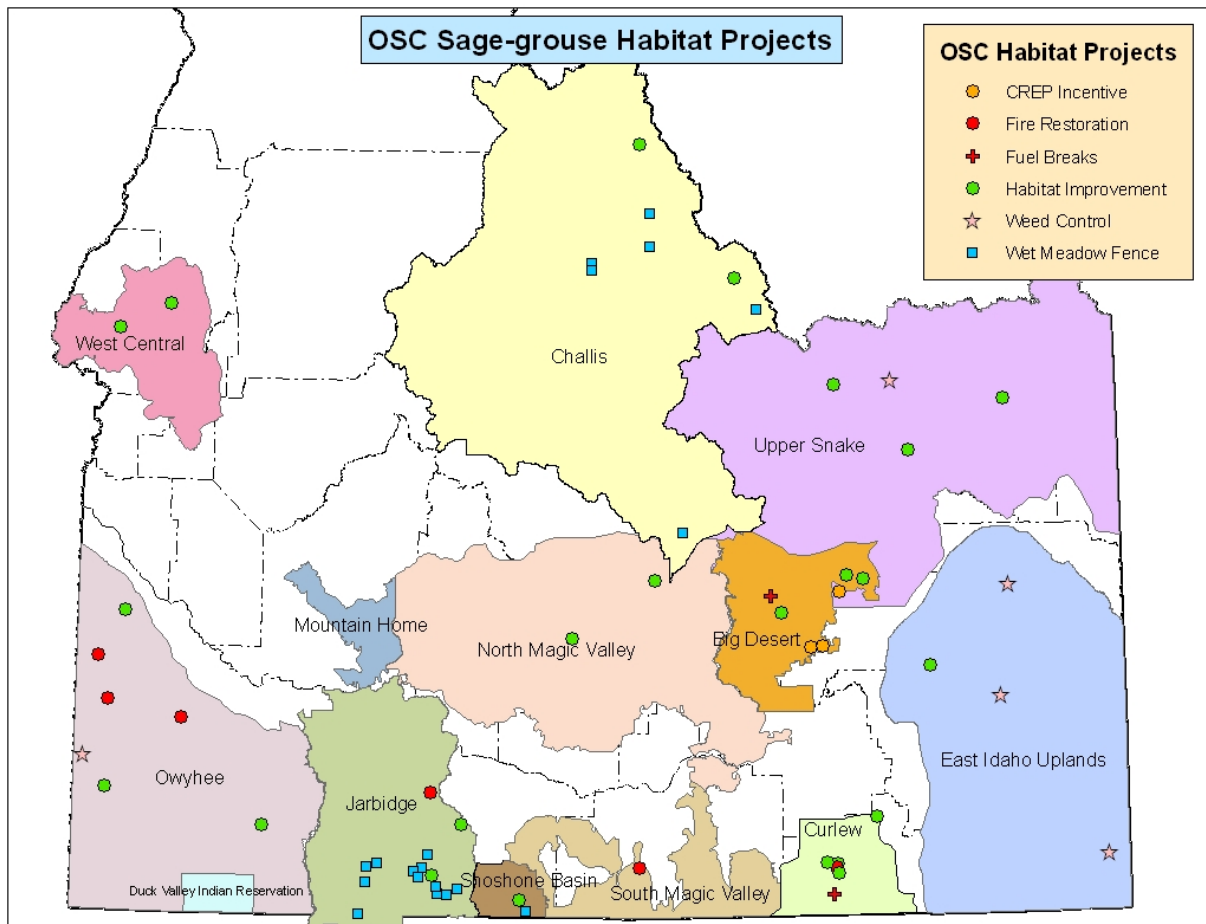 OSC Sage-grouse Habitat Projects
OSC Habitat Projects
CREP Incentive
Fire Restoration
Fuel Breaks
Habitat Improvement
Weed Control
Wet Meadow Fence
West Central
Challis
Upper Snake
Mountain Home
North Magic Valley
Big Desert
Owyhee
Jarbidge
East Idaho Uplands
Curlew
Shoshone Basin
South Magic Valley
Duck Valley Indian Reservation